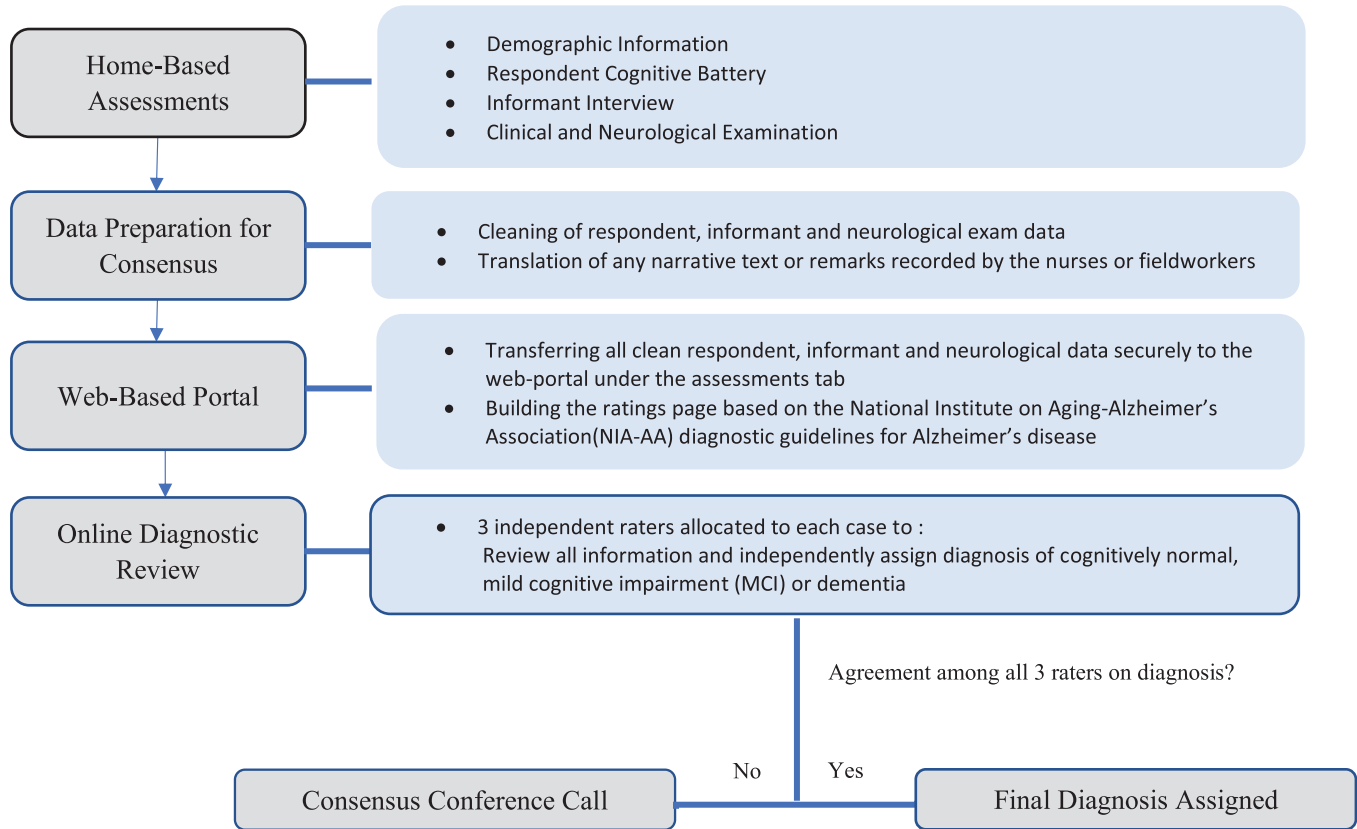 Home-Based
Assessments
• Demographic Information
• Respondent Cognitive Battery
• Informant Interview
• Clinical and Neurological Examination
Data Preparation for
Consensus
• Cleaning of respondent, informant and neurological exam data
• Translation of any narrative text or remarks recorded by the nurses or fieldworkers
Web-Based Portal
• Transferring all clean respondent, informant and neurological data securely to the
web-portal under the assessments tab
• Building the ratings page based on the National Institute on Aging-Alzheimer’s
Association(NIA-AA) diagnostic guidelines for Alzheimer’s disease
Online Diagnostic
Review
• 3 independent raters allocated to each case to :
Review all information and independently assign diagnosis of cognitively normal,
mild cognitive impairment (MCI) or dementia
Agreement among all 3 raters on diagnosis?
No Yes
Consensus Conference Call
Final Diagnosis Assigned